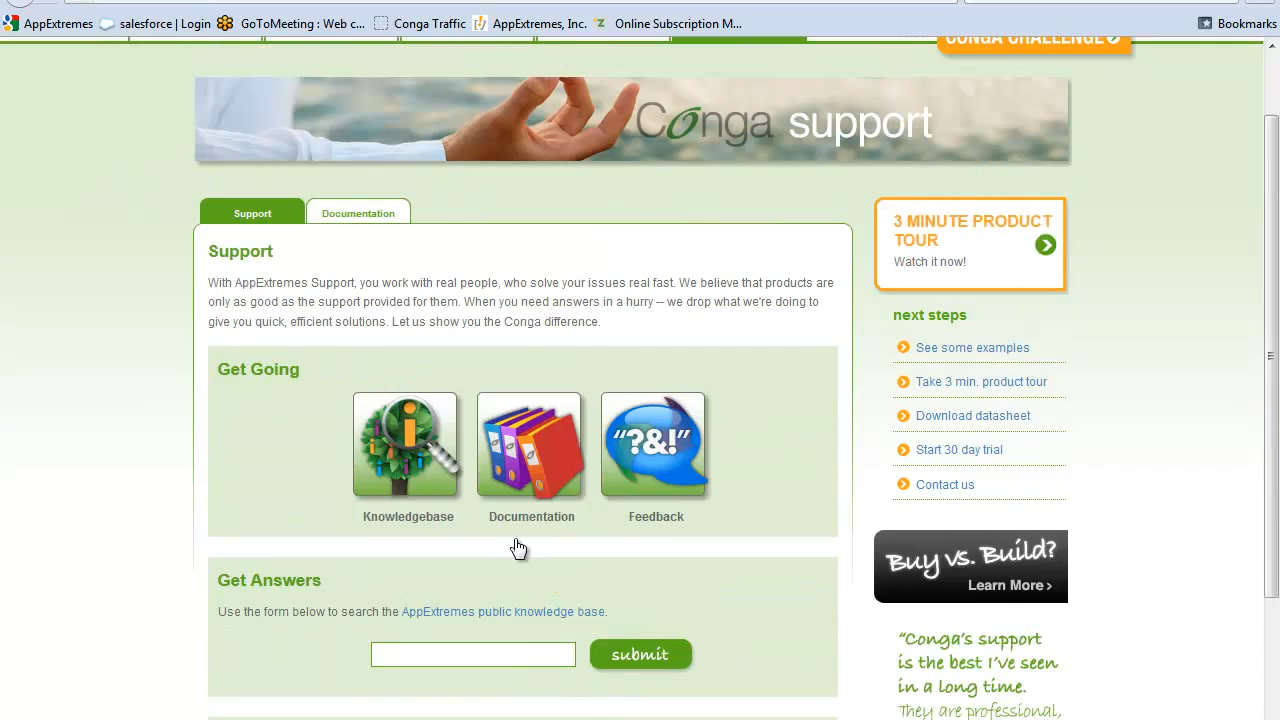 AppExtremes
salesforce | Login
GoToMeeting : Web c...
Conga Traffic
AppExtremes, Inc.
Online Subscription M...
Bookmarks
CONGA CHALLENGE
Conga support
Support
Documentation
Support
With AppExtremes Support, you work with real people, who solve your issues real fast. We believe that products are
only as good as the support provided for them. When you need answers in a hurry -- we drop what we're doing to
give you quick, efficient solutions. Let us show you the Conga difference.
Get Going
"?&!"
Knowledgebase
Documentation
Feedback
Get Answers
Use the form below to search the AppExtremes public knowledge base.
submit
3 MINUTE PRODUCT
TOUR
Watch it now!
next steps
See some examples
Take 3 min. product tour
Download datasheet
Start 30 day trial
Contact us
Buy vs. Build?
Learn More ›
“Conga's support
is the best I've seen
in a long time.
They are professional,